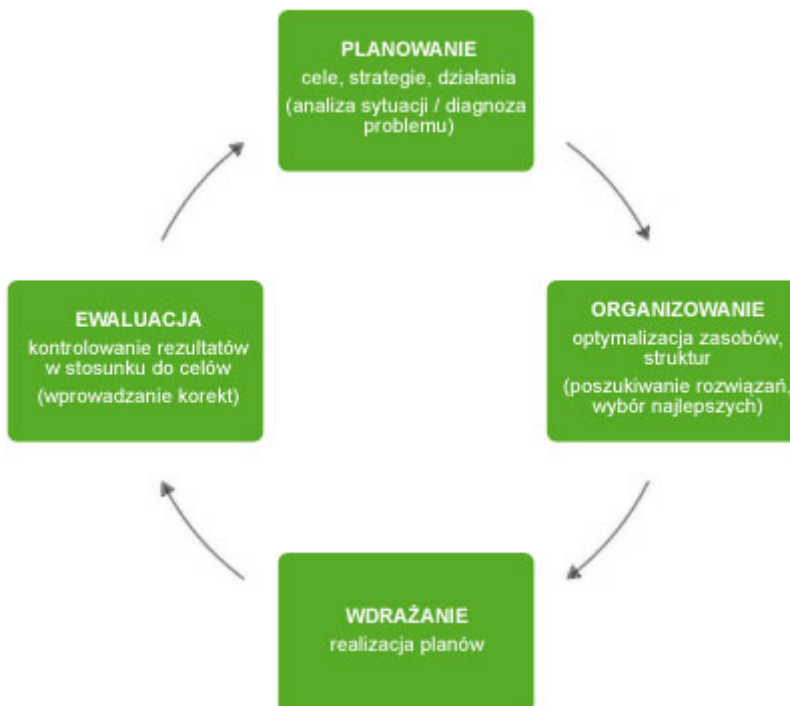 PLANOWANIE
cele, strategie, działania
(analiza sytuacji / diagnoza
problemu)
EWALUACJA
kontrolowanie rezultatów
w stosunku do celów
(wprowadzanie korekt)
ORGANIZOWANIE
optymalizacja zasobów,
struktur
(poszukiwanie rozwiązań,
wybór najlepszych)
WDRAŻANIE
realizacja planów